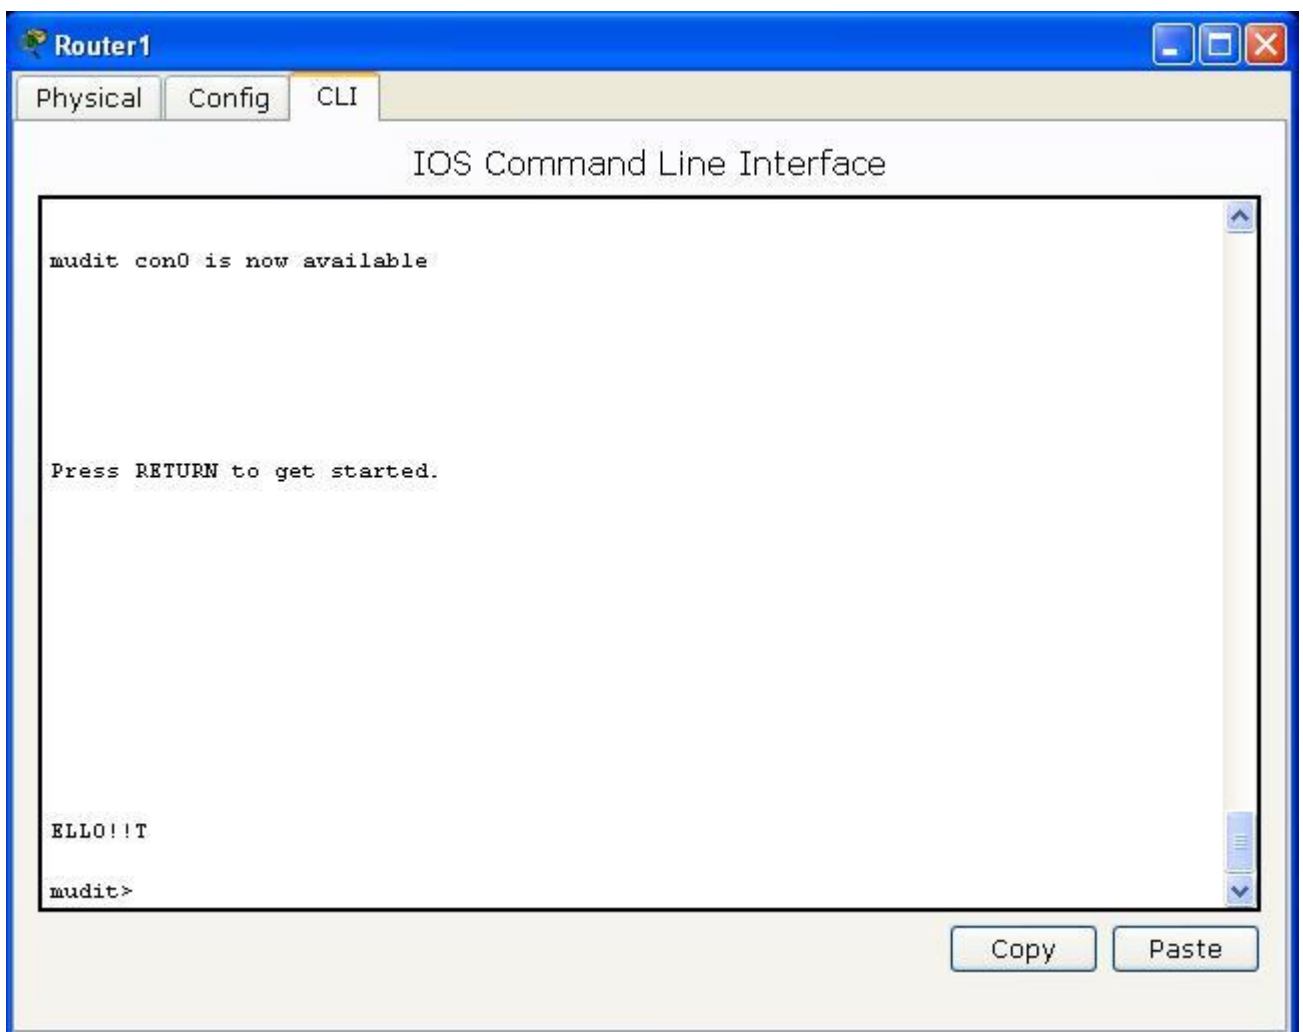 Router1
Physical Config CLI
IOS Command Line Interface
mudit con0 is now available
Press RETURN to get started.
ELLO!!T
mudit>
Copy Paste